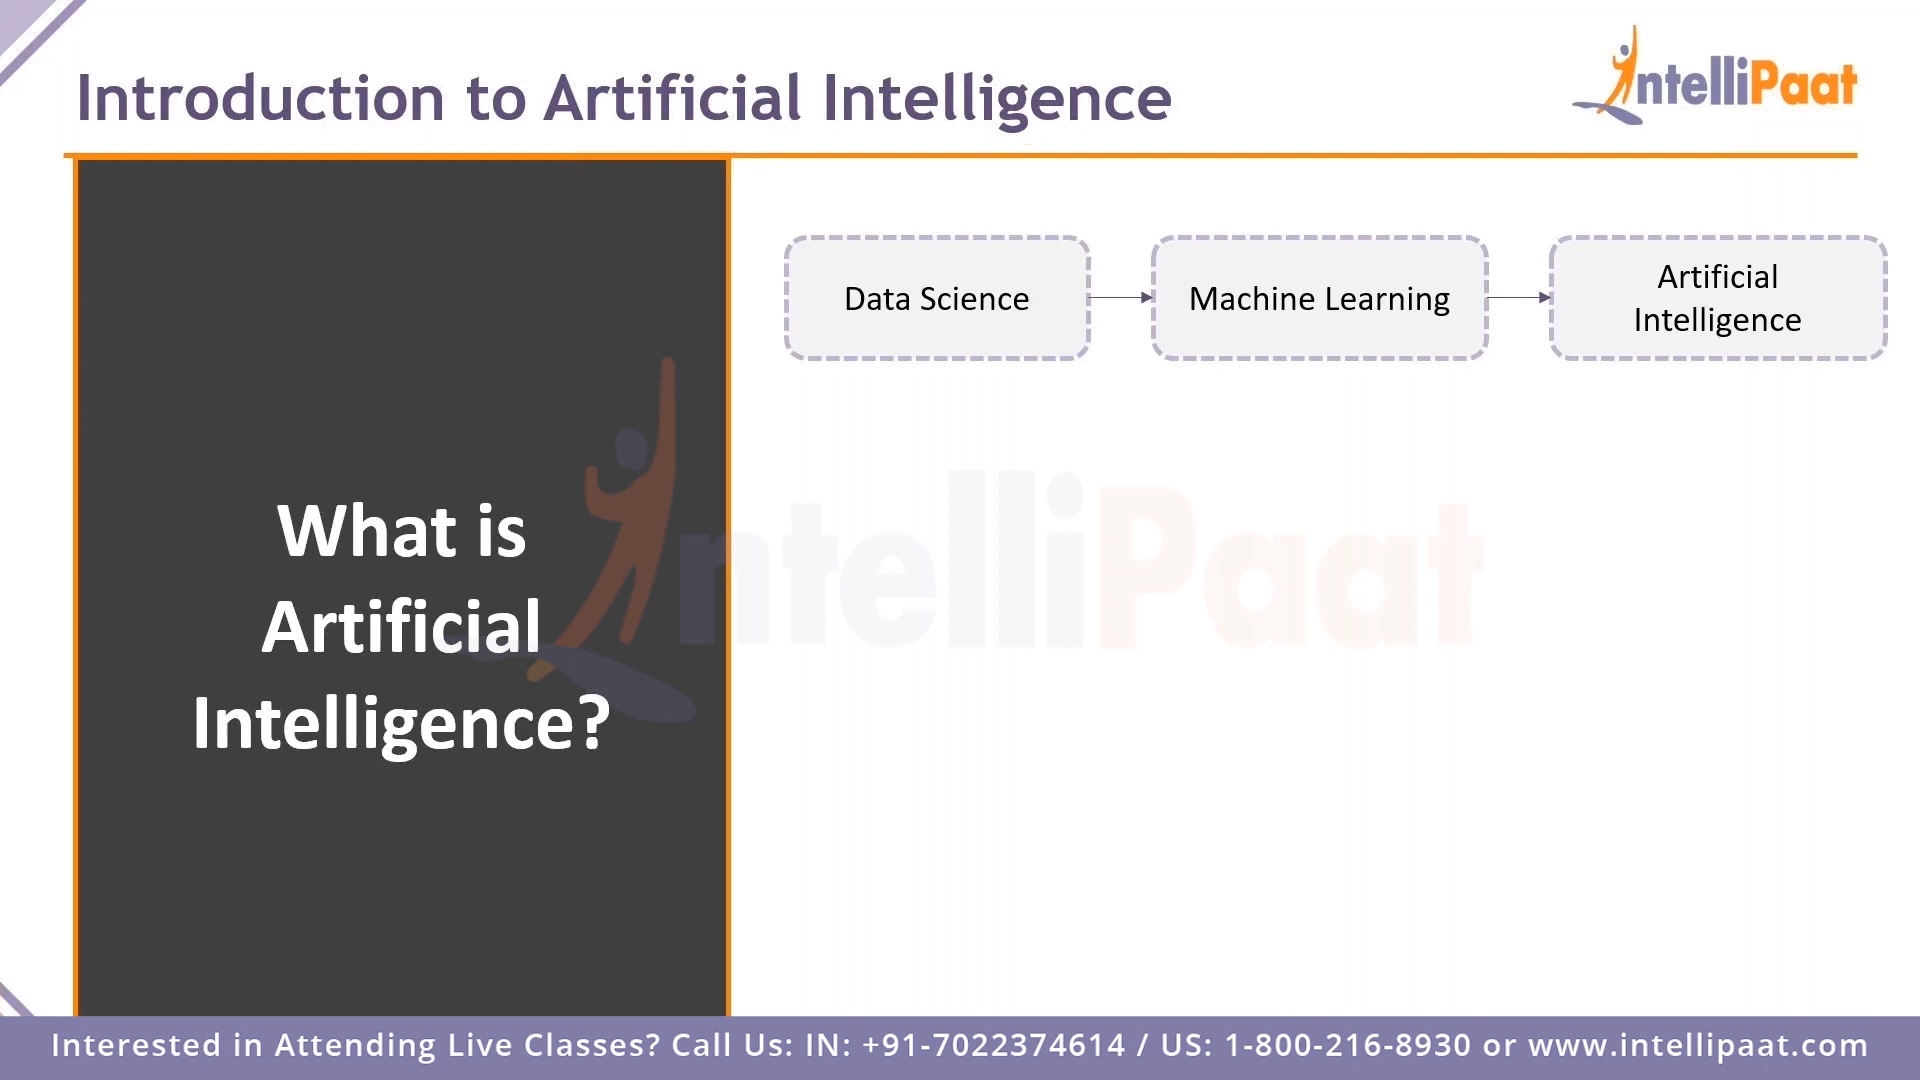 Introduction to Artificial Intelligence
IntelliPaat
What is
Artificial
Intelligence?
Data Science
Machine Learning
Artificial
Intelligence
IntelliPaat
Interested in Attending Live Classes? Call Us: IN: +91-7022374614 / US: 1-800-216-8930 or www.intellipaat.com